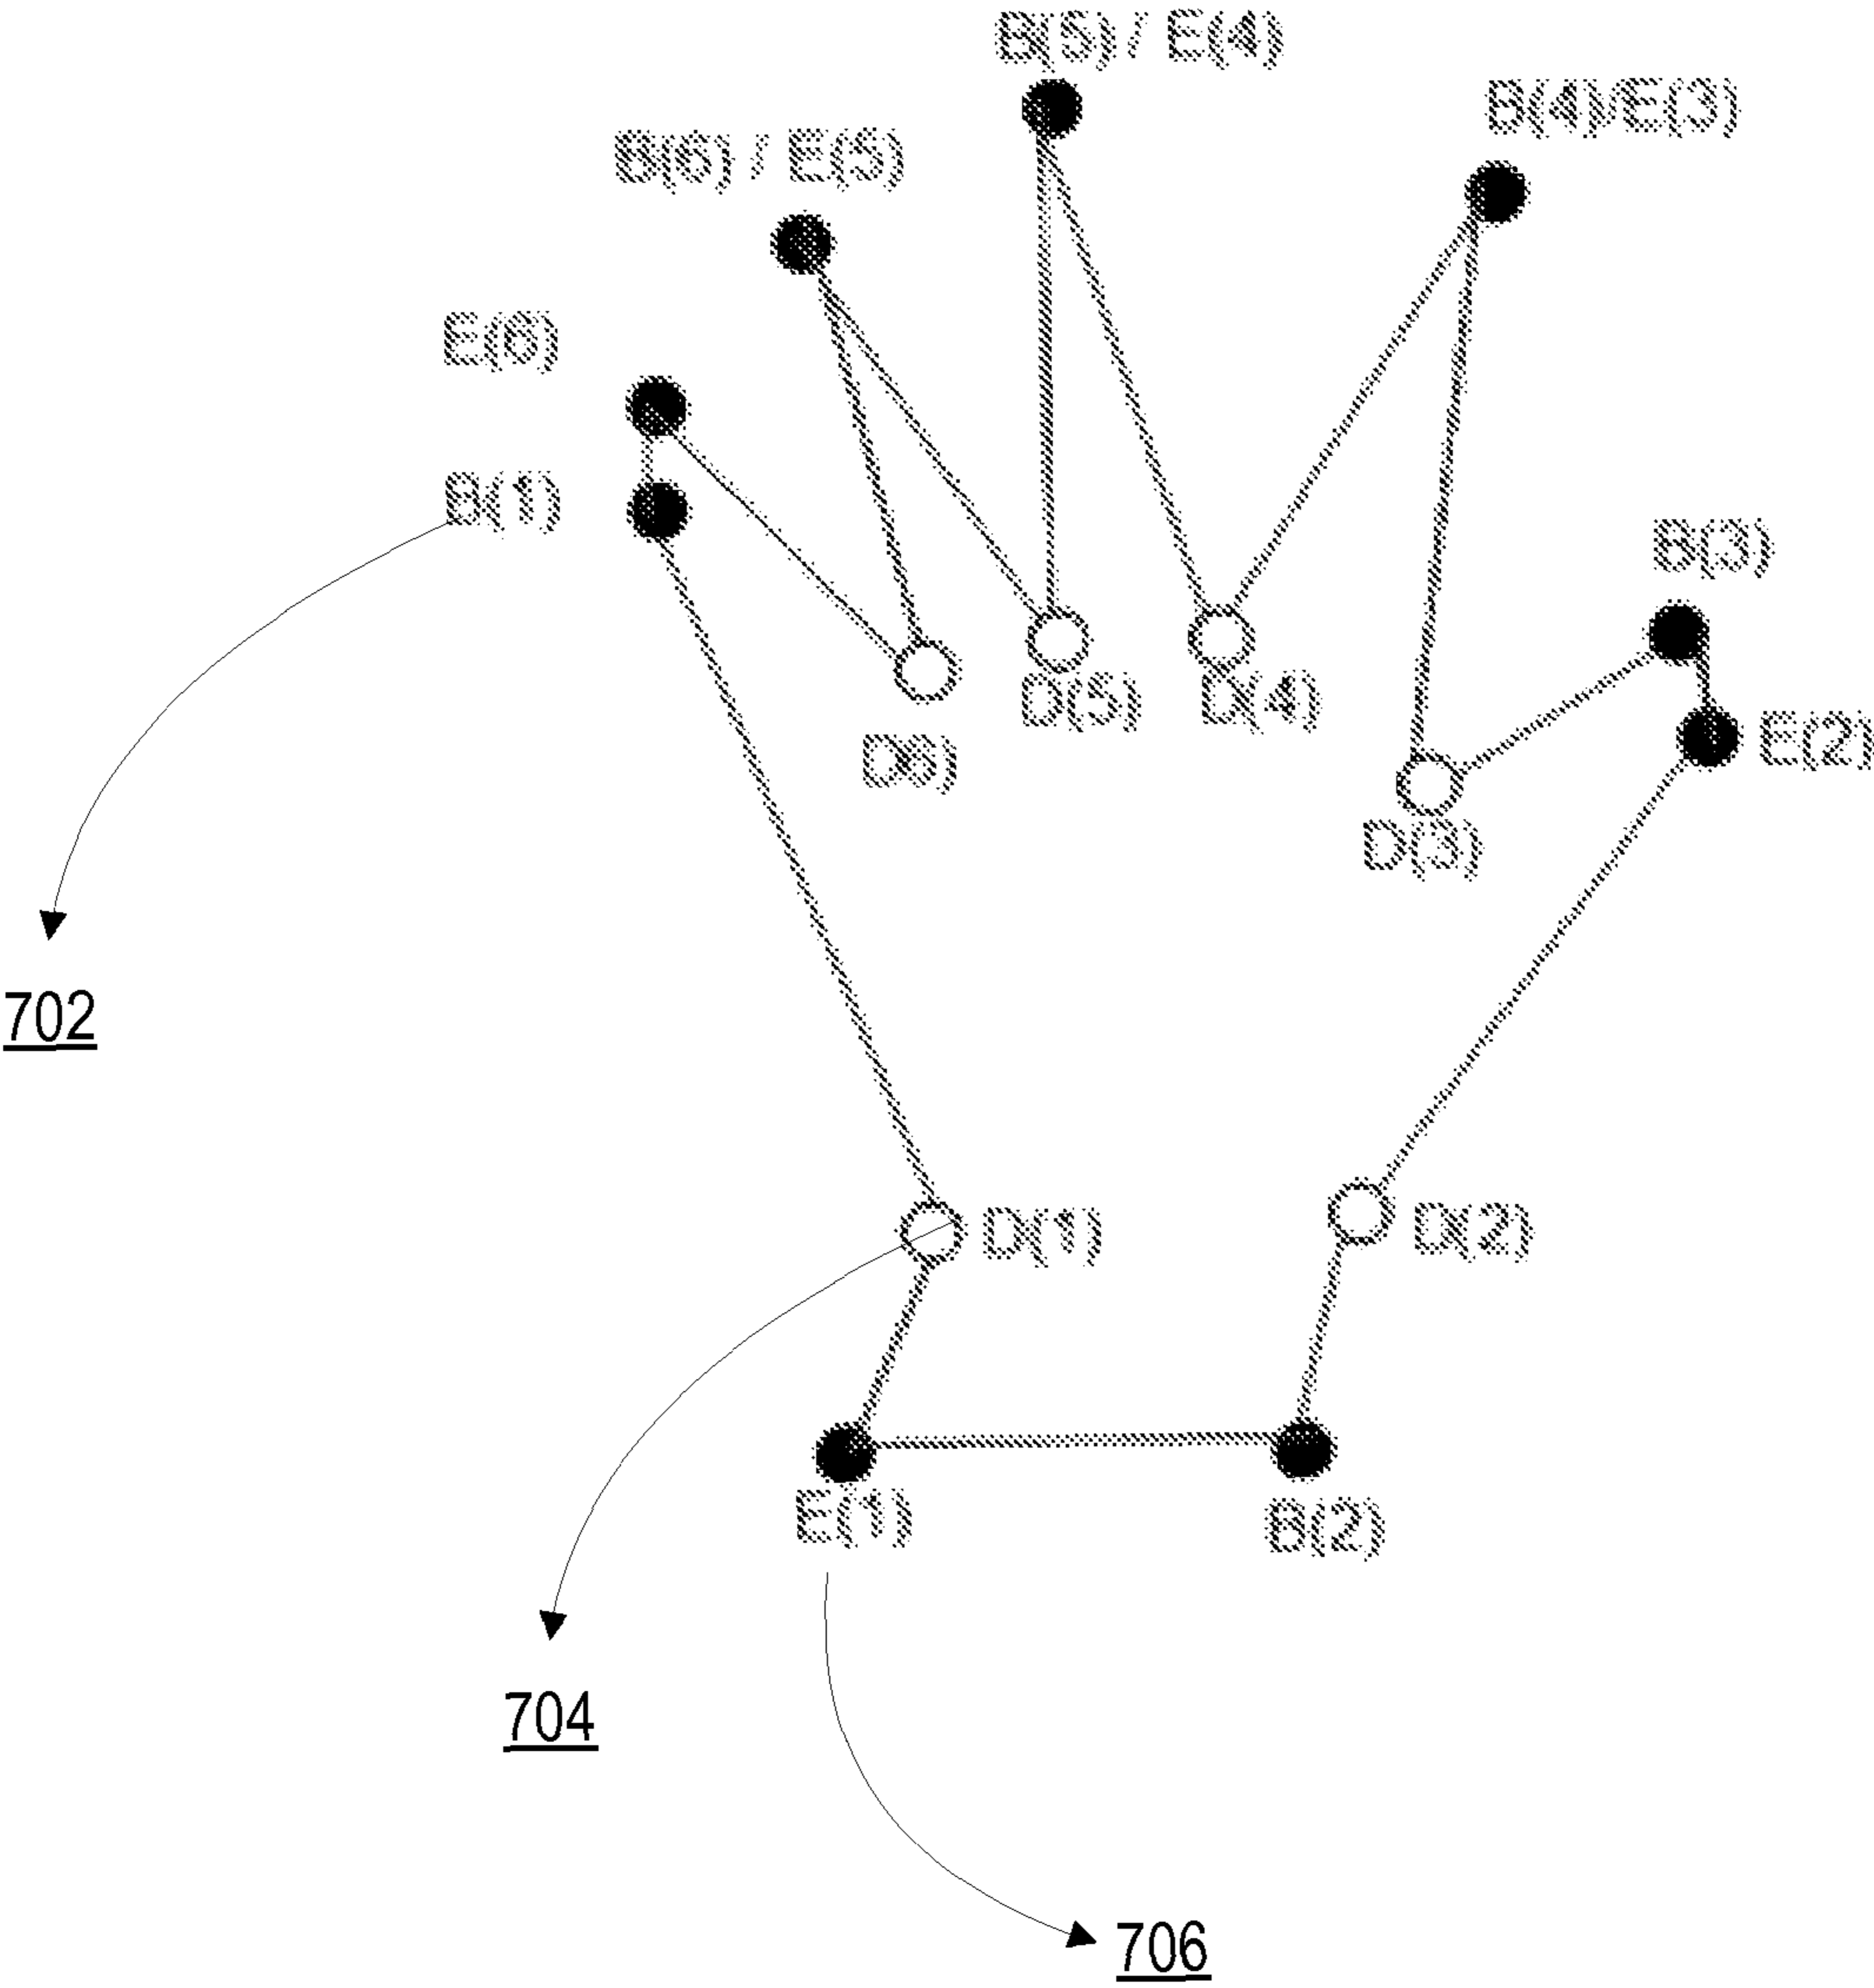 B(5) / E(4)
B(4)/E(3)
B(6) / E(5)
E(6)
B(1)
B(3)
D(5)
D(4)
E(2)
D6)
D(3)
702
D(1)
D(2)
E(1)
B(2)
704
706